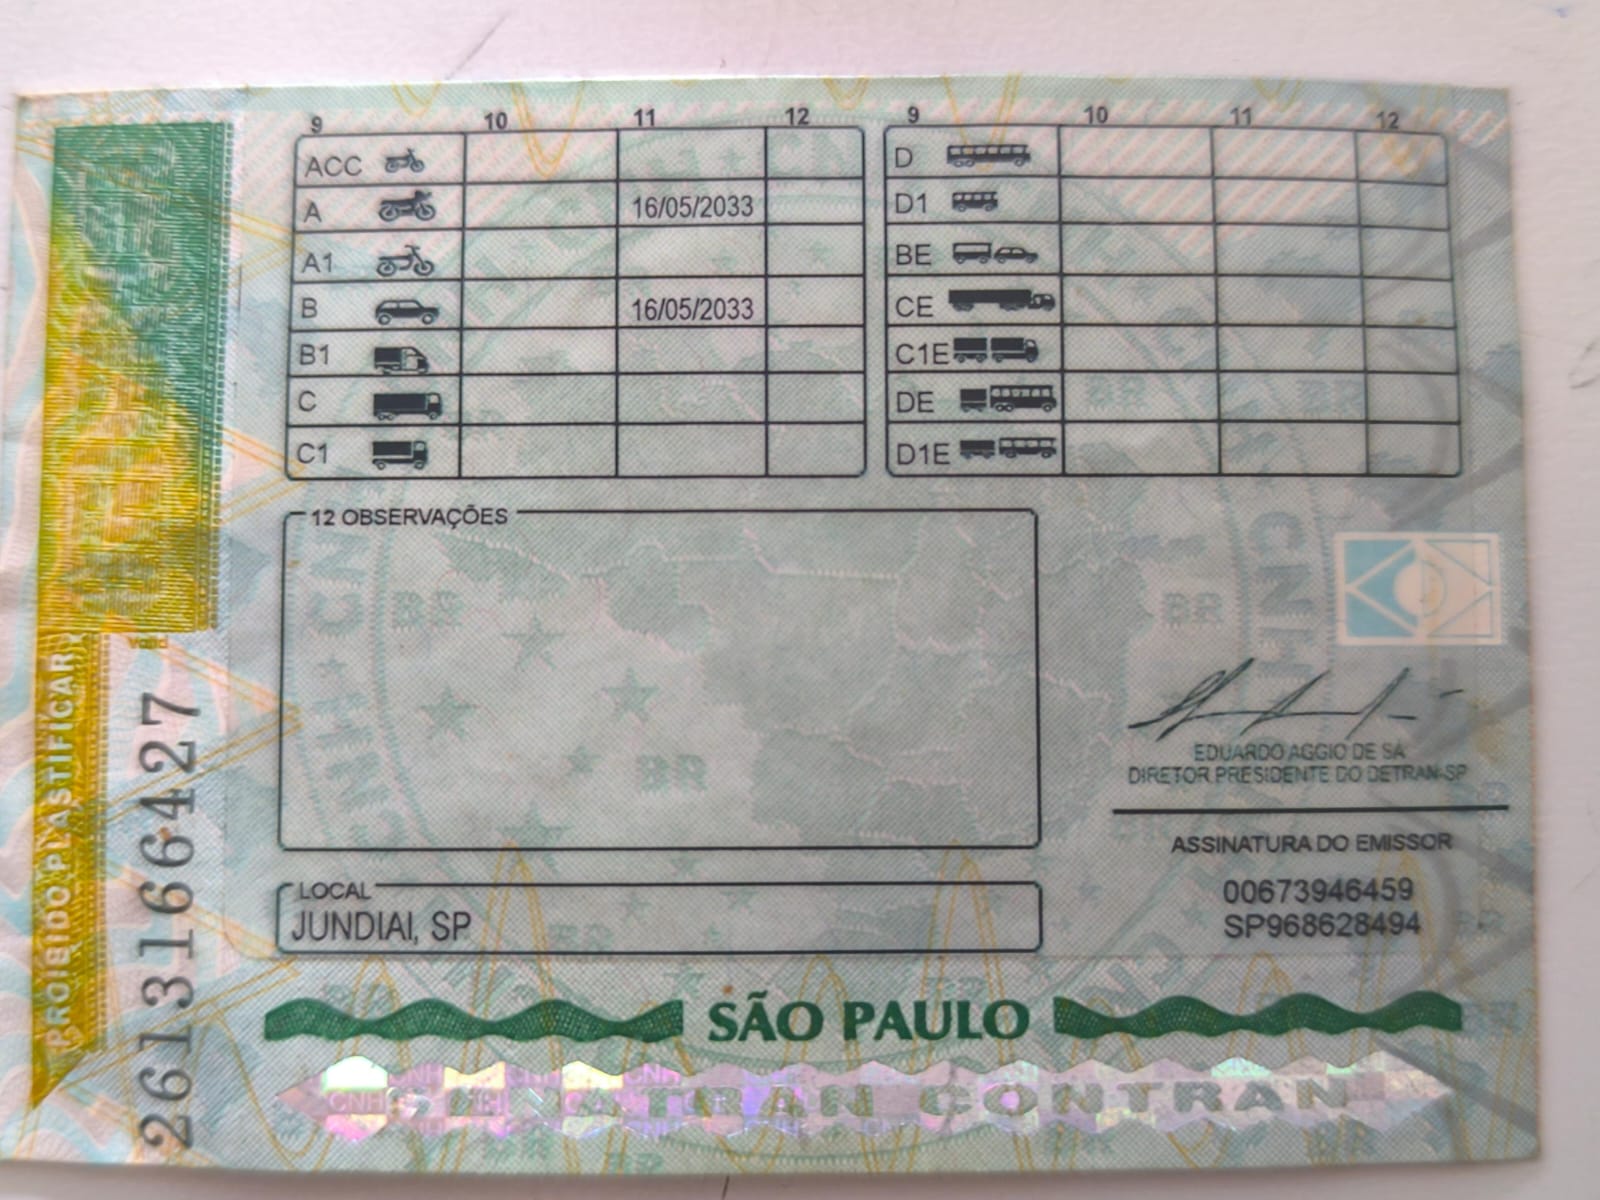 9 10 11 12
ACC
A 16/05/2033
A1
B 16/05/2033
B1
C
C1
9 10 11 12
D
D1
BE
CE
C1E
DE
D1E
12 OBSERVAÇÕES
EDUARDO AGGIO DE SÁ
DIRETOR PRESIDENTE DO DETRAN-SP
ASSINATURA DO EMISSOR
00673946459
SP968628494
LOCAL
JUNDIAI, SP
SÃO PAULO
SENATRAN CONTRAN
PROIBIDO PLASTIFICAR
2613166427